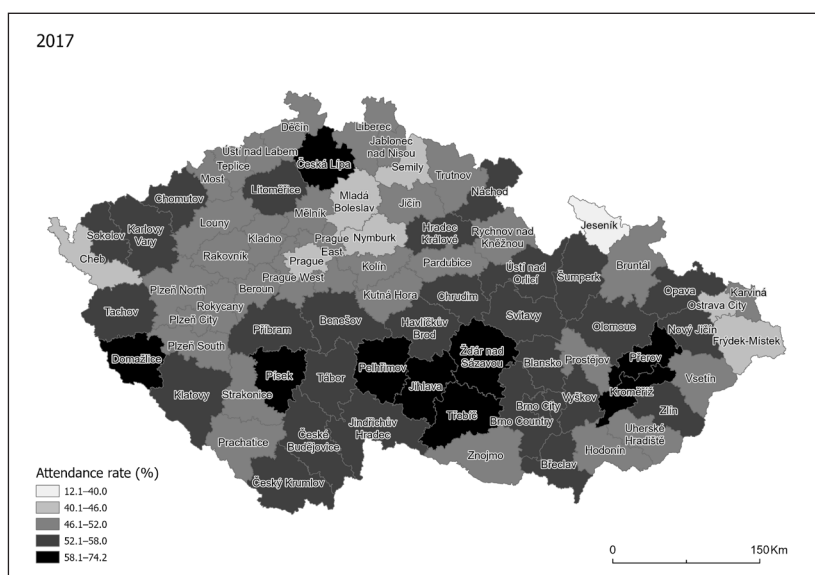 2017
Děčín
Liberec
Ústí nad Labem
Jablonec
nad Nisou
Teplice
Česká Lípa
Semily
Most
Trutnov
Chomutov
Litoměřice
Mladá
Boleslav
Náchod
Jičín
Jeseník
Sokolov
Karlovy
Vary
Louny
Mělník
Hradec
Králové
Rychnov nad
Kněžnou
Cheb
Kladno
Prague
East
Nymburk
Rakovník
Prague
Kolín
Pardubice
Ústí nad
Orlicí
Šumperk
Bruntál
Plzeň North
Beroun
Prague West
Kutná Hora
Chrudim
Opava
Karviná
Ostrava City
Tachov
Rokycany
Plzeň City
Příbram
Benešov
Havlíčkův
Brod
Svitavy
Olomouc
Nový Jičín
Frýdek-Místek
Plzeň South
Domažlice
Písek
Pelhřimov
Žďár nad
Sázavou
Blansko
Prostějov
Přerov
Klatovy
Strakonice
Tábor
Jihlava
Vsetín
Třebíč
Brno City
Vyškov
Kroměříž
Zlín
Prachatice
České
Budějovice
Jindřichův
Hradec
Brno Country
Uherské
Hradiště
Znojmo
Hodonín
Břeclav
Český Krumlov
Attendance rate (%)
12.1–40.0
40.1–46.0
46.1–52.0
52.1–58.0
58.1–74.2
0 150 Km